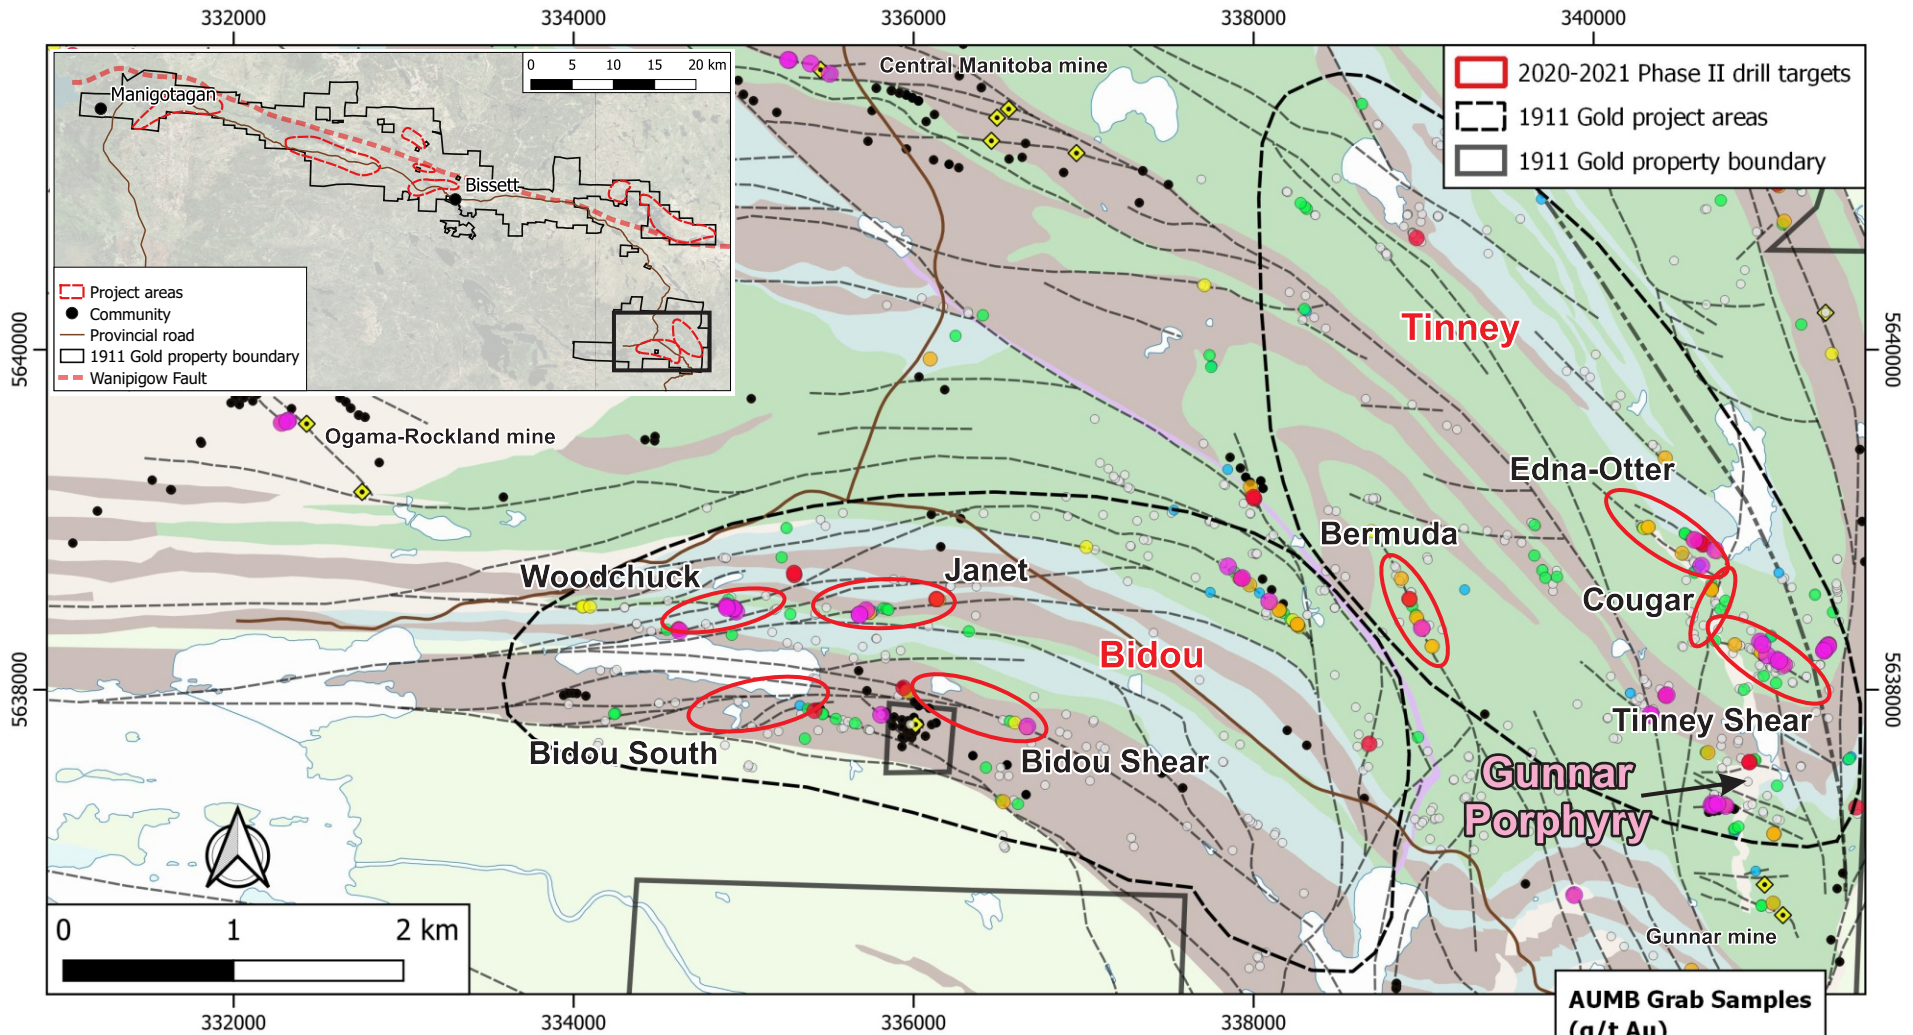 332000
334000
336000
338000
340000
Central Manitoba mine
2020-2021 Phase II drill targets
1911 Gold project areas
1911 Gold property boundary
0 5 10 15 20 km
Manigotagan
Bissett
Project areas
Community
Provincial road
1911 Gold property boundary
Wanipigow Fault
5640000
5640000
Tinney
Ogama-Rockland mine
Edna-Otter
Bermuda
Woodchuck
Janet
Cougar
Bidou
5638000
5638000
Tinney Shear
Bidou South
Bidou Shear
Gunnar
Porphyry
0 1 2 km
Gunnar mine
AUMB Grab Samples
(g/t Au)
332000
334000
336000
338000